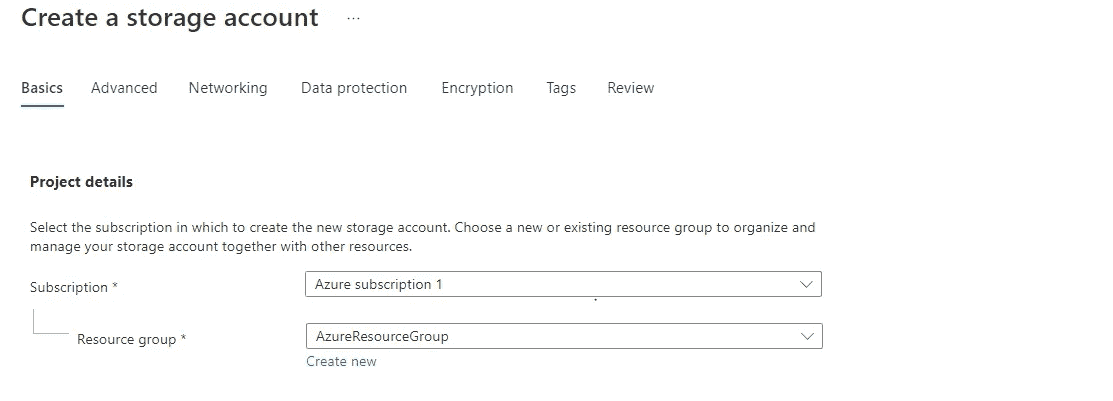 Create a storage account ...
Basics Advanced Networking Data protection Encryption Tags Review
Project details
Select the subscription in which to create the new storage account. Choose a new or existing resource group to organize and
manage your storage account together with other resources.
Subscription * Azure subscription 1
Resource group * AzureResourceGroup
Create new